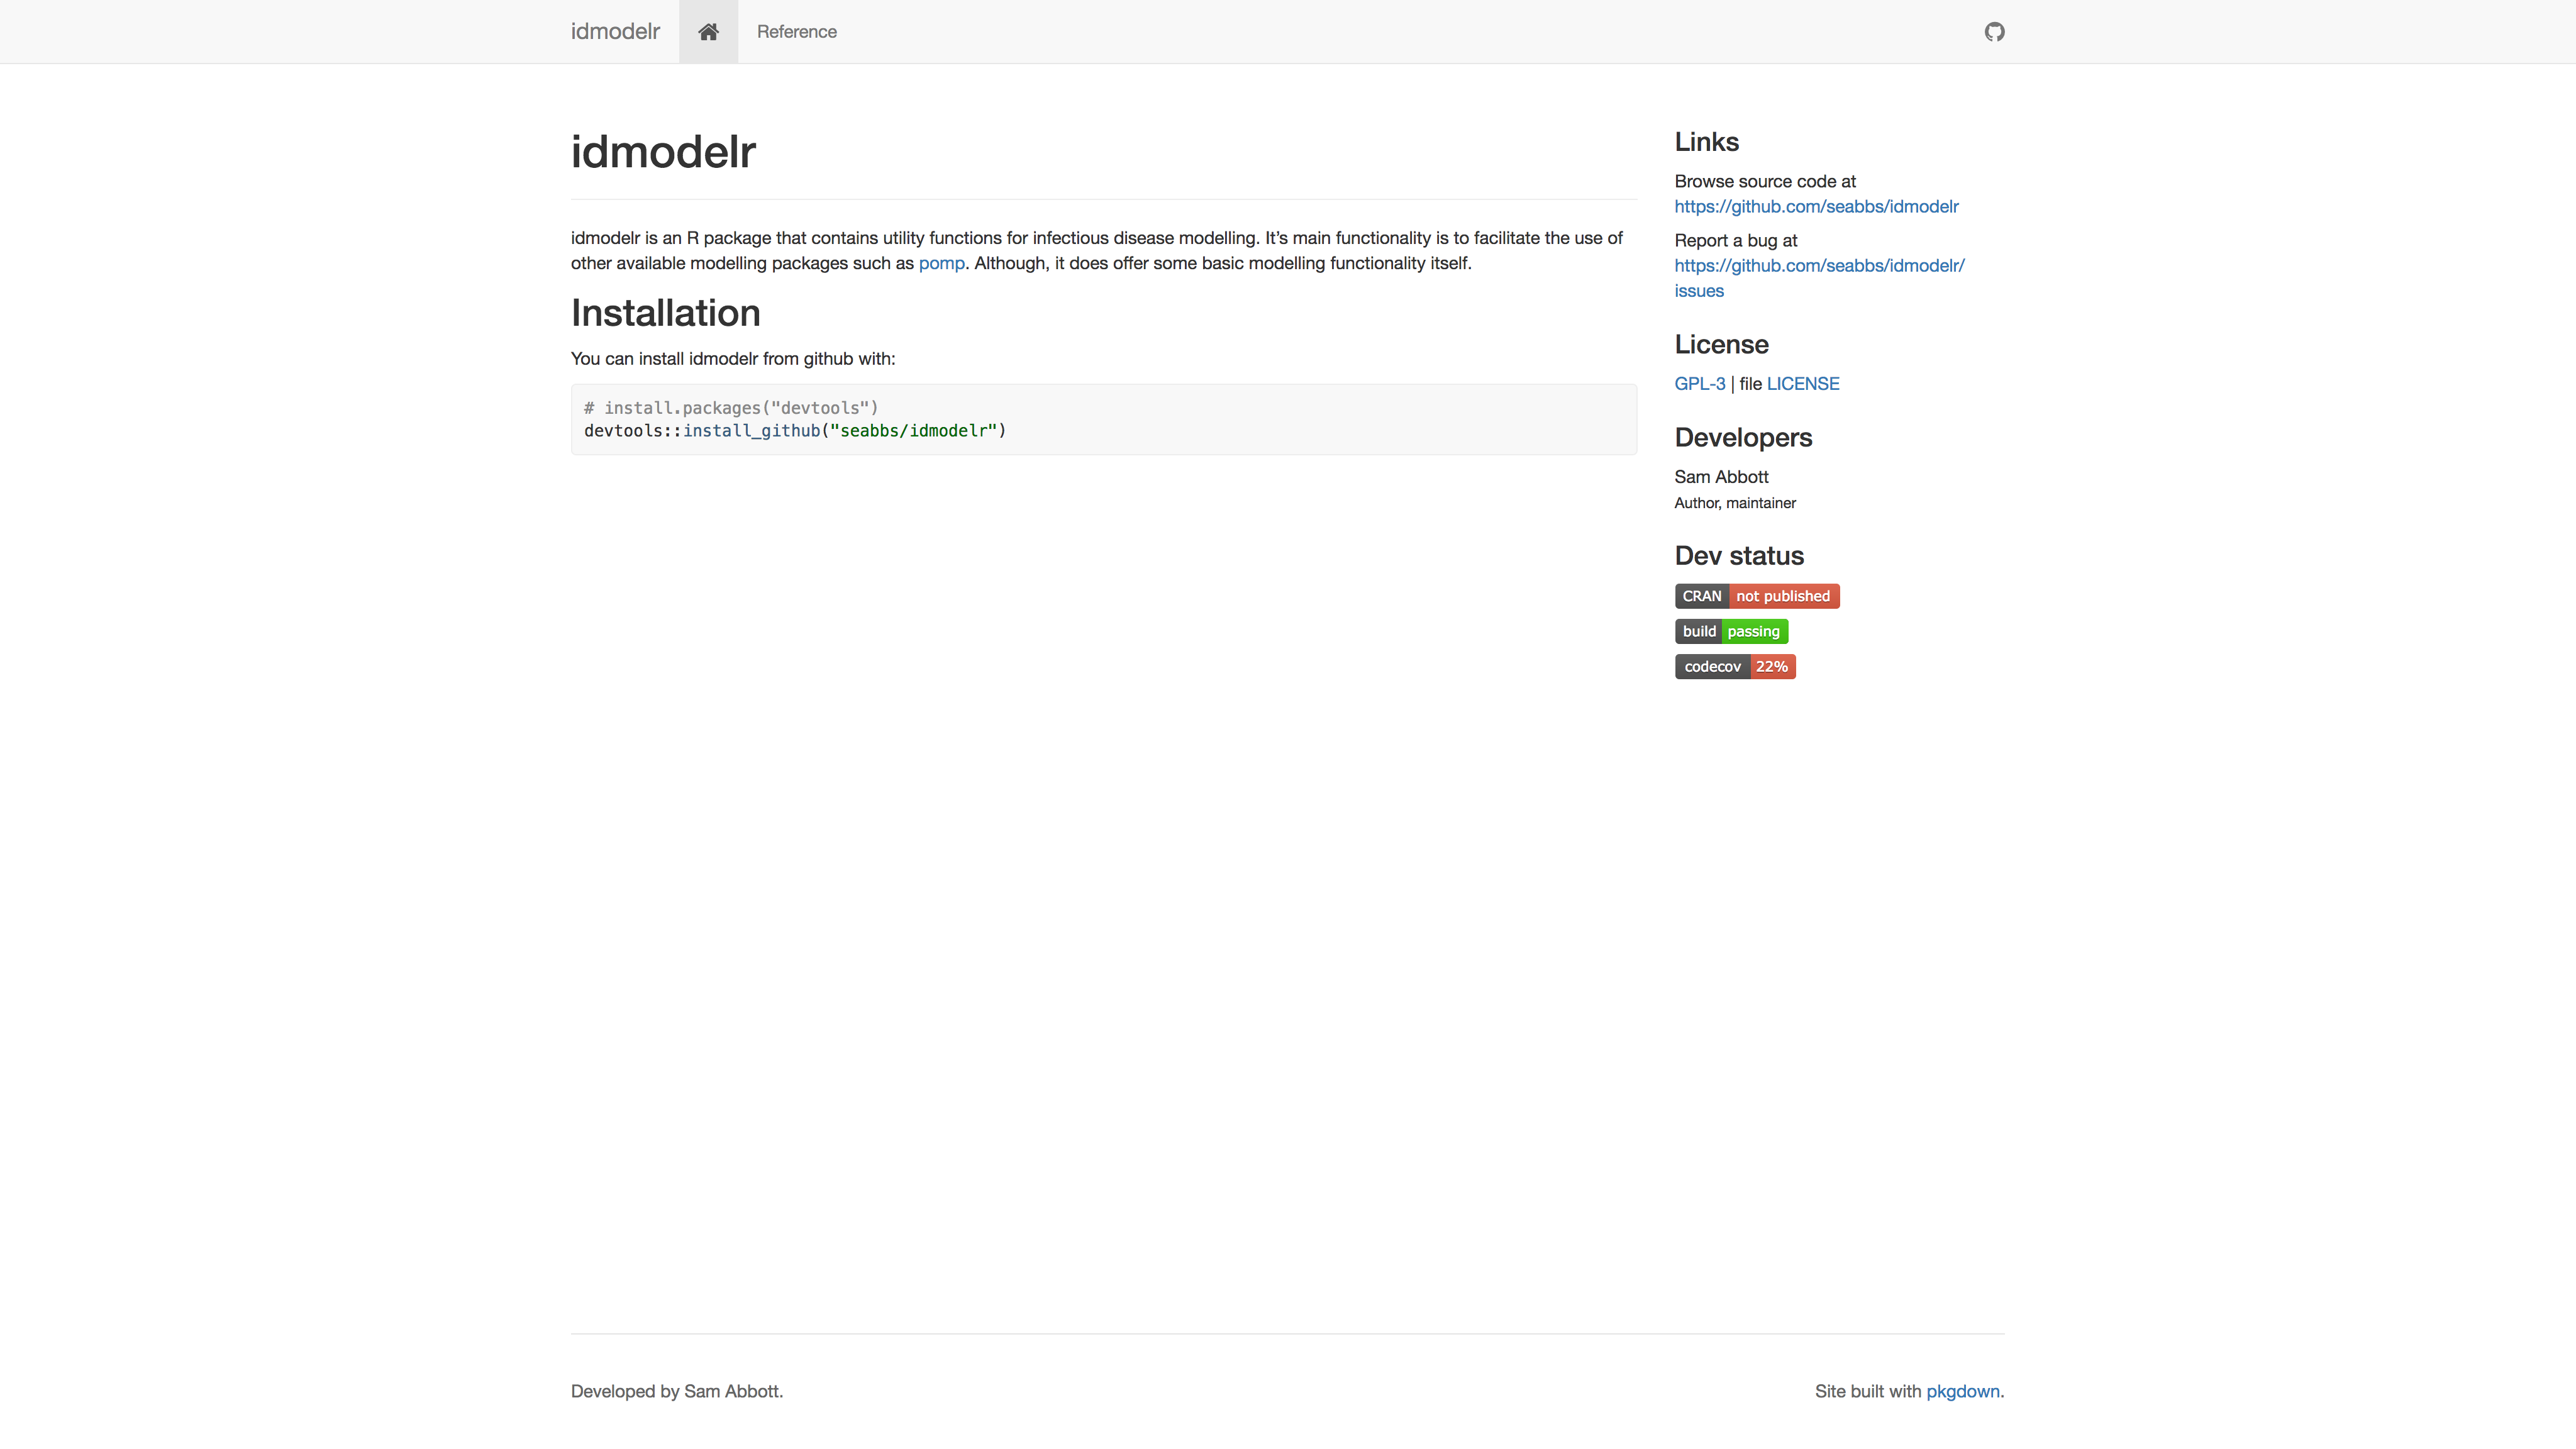 idmodelr
Reference
idmodelr
idmodelr is an R package that contains utility functions for infectious disease modelling. It’s main functionality is to facilitate the use of
other available modelling packages such as pomp. Although, it does offer some basic modelling functionality itself.
Installation
You can install idmodelr from github with:
# install.packages("devtools")
devtools::install_github("seabbs/idmodelr")
Links
Browse source code at
https://github.com/seabbs/idmodelr
Report a bug at
https://github.com/seabbs/idmodelr/
issues
License
GPL-3 | file LICENSE
Developers
Sam Abbott
Author, maintainer
Dev status
CRAN not published
build passing
codecov 22%
Developed by Sam Abbott.
Site built with pkgdown.